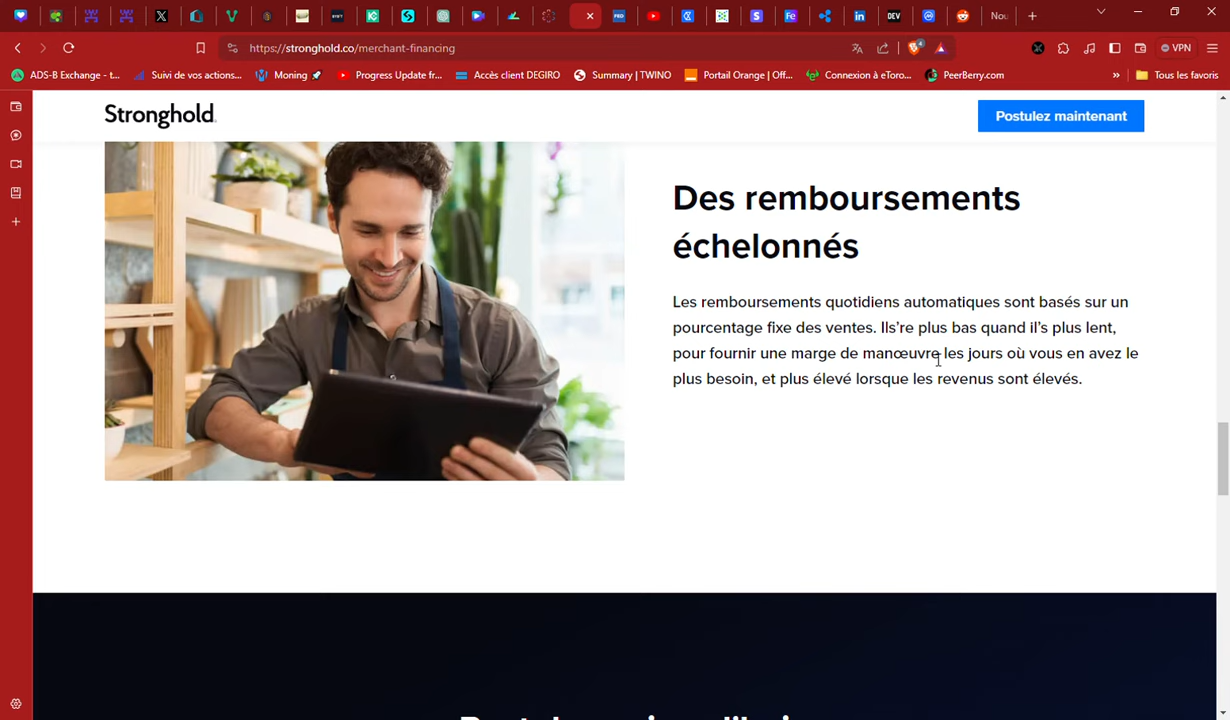 https://stronghold.co/merchant-financing
VPN
ADS-B Exchange - t...
Suivi de vos actions...
Moning
Progress Update fr...
Accès client DEGIRO
Summary | TWINO
Portail Orange | Off...
Connexion à eToro...
PeerBerry.com
»
Tous les favoris
Stronghold
Postulez maintenant
Des remboursements
échelonnés
Les remboursements quotidiens automatiques sont basés sur un
pourcentage fixe des ventes. Ils’re plus bas quand il’s plus lent,
pour fournir une marge de manœuvre les jours où vous en avez le
plus besoin, et plus élevé lorsque les revenus sont élevés.